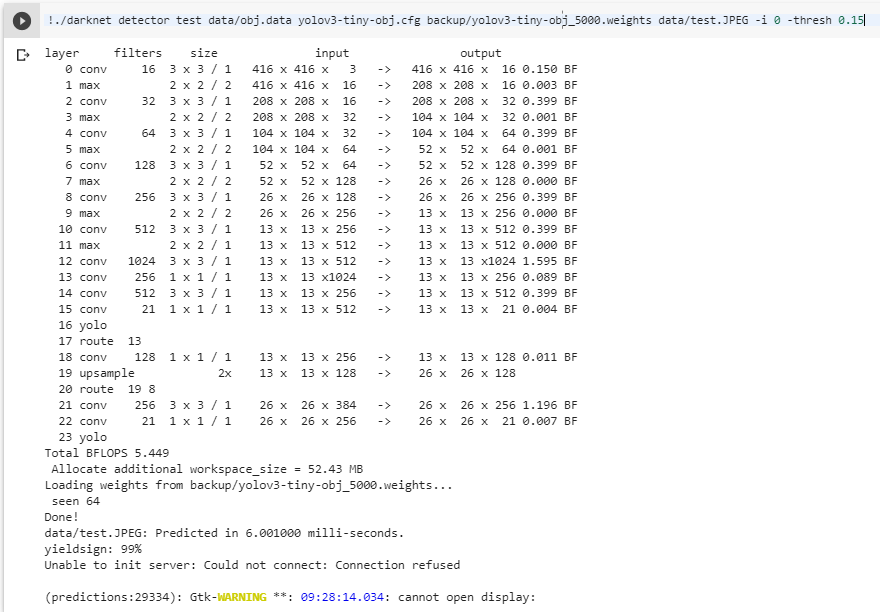 !./darknet detector test data/obj.data yolov3-tiny-obj.cfg backup/yolov3-tiny-obj_5000.weights data/test.JPEG -i 0 -thresh 0.15
layer     filters    size              input                output
   0 conv     16  3 x 3 / 1   416 x 416 x   3   ->   416 x 416 x  16 0.150 BF
   1 max          2 x 2 / 2   416 x 416 x  16   ->   208 x 208 x  16 0.003 BF
   2 conv     32  3 x 3 / 1   208 x 208 x  16   ->   208 x 208 x  32 0.399 BF
   3 max          2 x 2 / 2   208 x 208 x  32   ->   104 x 104 x  32 0.001 BF
   4 conv     64  3 x 3 / 1   104 x 104 x  32   ->   104 x 104 x  64 0.399 BF
   5 max          2 x 2 / 2   104 x 104 x  64   ->    52 x  52 x  64 0.001 BF
   6 conv    128  3 x 3 / 1    52 x  52 x  64   ->    52 x  52 x 128 0.399 BF
   7 max          2 x 2 / 2    52 x  52 x 128   ->    26 x  26 x 128 0.000 BF
   8 conv    256  3 x 3 / 1    26 x  26 x 128   ->    26 x  26 x 256 0.399 BF
   9 max          2 x 2 / 2    26 x  26 x 256   ->    13 x  13 x 256 0.000 BF
  10 conv    512  3 x 3 / 1    13 x  13 x 256   ->    13 x  13 x 512 0.399 BF
  11 max          2 x 2 / 1    13 x  13 x 512   ->    13 x  13 x 512 0.000 BF
  12 conv   1024  3 x 3 / 1    13 x  13 x 512   ->    13 x  13 x1024 1.595 BF
  13 conv    256  1 x 1 / 1    13 x  13 x1024   ->    13 x  13 x 256 0.089 BF
  14 conv    512  3 x 3 / 1    13 x  13 x 256   ->    13 x  13 x 512 0.399 BF
  15 conv     21  1 x 1 / 1    13 x  13 x 512   ->    13 x  13 x  21 0.004 BF
  16 yolo
  17 route  13
  18 conv    128  1 x 1 / 1    13 x  13 x 256   ->    13 x  13 x 128 0.011 BF
  19 upsample            2x    13 x  13 x 128   ->    26 x  26 x 128
  20 route  19 8
  21 conv    256  3 x 3 / 1    26 x  26 x 384   ->    26 x  26 x 256 1.196 BF
  22 conv     21  1 x 1 / 1    26 x  26 x 256   ->    26 x  26 x  21 0.007 BF
  23 yolo
Total BFLOPS 5.449
 Allocate additional workspace_size = 52.43 MB
Loading weights from backup/yolov3-tiny-obj_5000.weights...
 seen 64
Done!
data/test.JPEG: Predicted in 6.001000 milli-seconds.
yieldsign: 99%
Unable to init server: Could not connect: Connection refused
(predictions:29334): Gtk-WARNING **: 09:28:14.034: cannot open display: